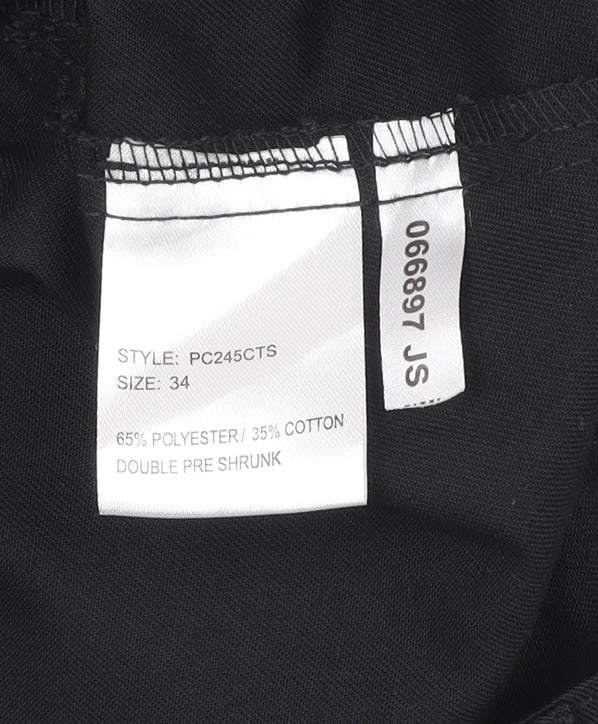 STYLE: PC245CTS
SIZE: 34
65% POLYESTER / 35% COTTON
DOUBLE PRE SHRUNK
066897 JS